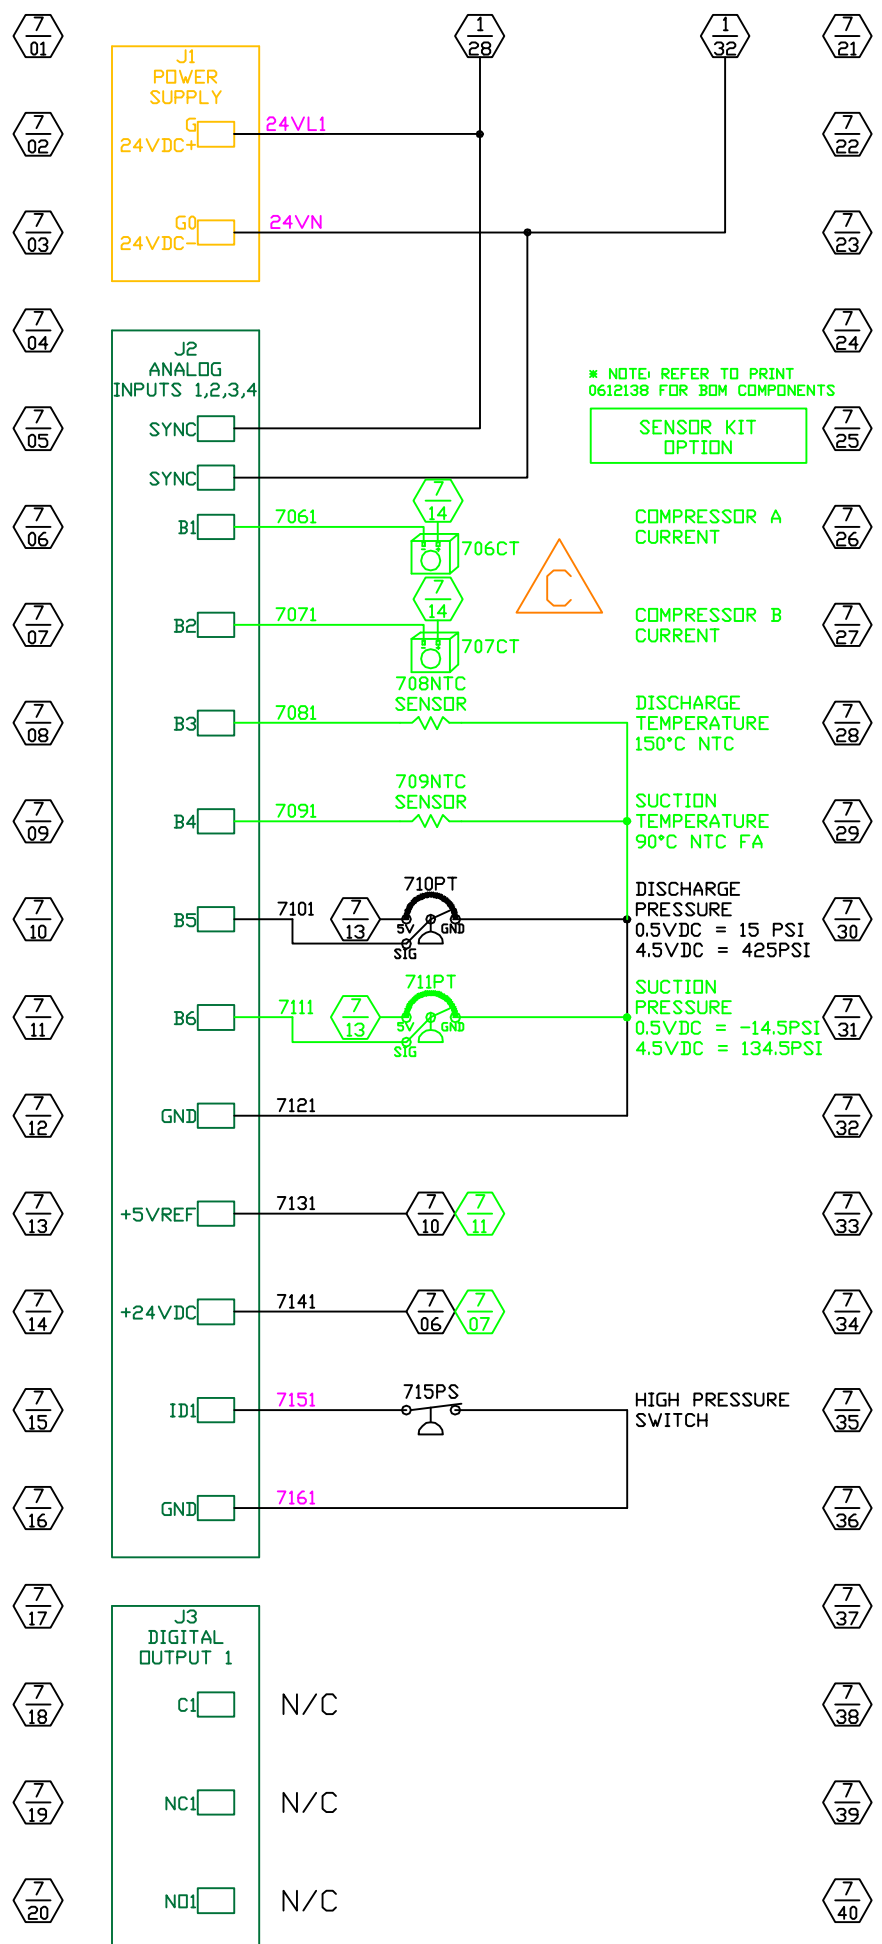 7
01
1
28
1
32
7
21
J1
POWER
SUPPLY
7
02
G
24VDC+
24VL1
7
22
7
03
G0
24VDC-
24VN
7
23
7
04
7
24
J2
ANALOG
INPUTS 1,2,3,4
* NOTE: REFER TO PRINT
0612138 FOR BOM COMPONENTS
7
05
SYNC
SENSOR KIT
OPTION
7
25
SYNC
7
14
7
06
B1
7061
706CT
C
COMPRESSOR A
CURRENT
7
26
7
14
7
07
B2
7071
707CT
COMPRESSOR B
CURRENT
7
27
708NTC
SENSOR
7
08
B3
7081
DISCHARGE
TEMPERATURE
150°C NTC
7
28
709NTC
SENSOR
7
09
B4
7091
SUCTION
TEMPERATURE
90°C NTC FA
7
29
710PT
7
10
B5
7101
7
13
5V
GND
SIG
DISCHARGE
PRESSURE
0.5VDC = 15 PSI
4.5VDC = 425PSI
7
30
711PT
7
11
B6
7111
7
13
5V
GND
SIG
SUCTION
PRESSURE
0.5VDC = -14.5PSI
4.5VDC = 134.5PSI
7
31
7
12
GND
7121
7
32
7
13
+5VREF
7131
7
10
7
11
7
33
7
14
+24VDC
7141
7
06
7
07
7
34
7
15
ID1
7151
715PS
HIGH PRESSURE
SWITCH
7
35
7
16
GND
7161
7
36
7
17
7
37
J3
DIGITAL
OUTPUT 1
7
18
C1
N/C
7
38
7
19
NC1
N/C
7
39
7
20
NO1
N/C
7
40